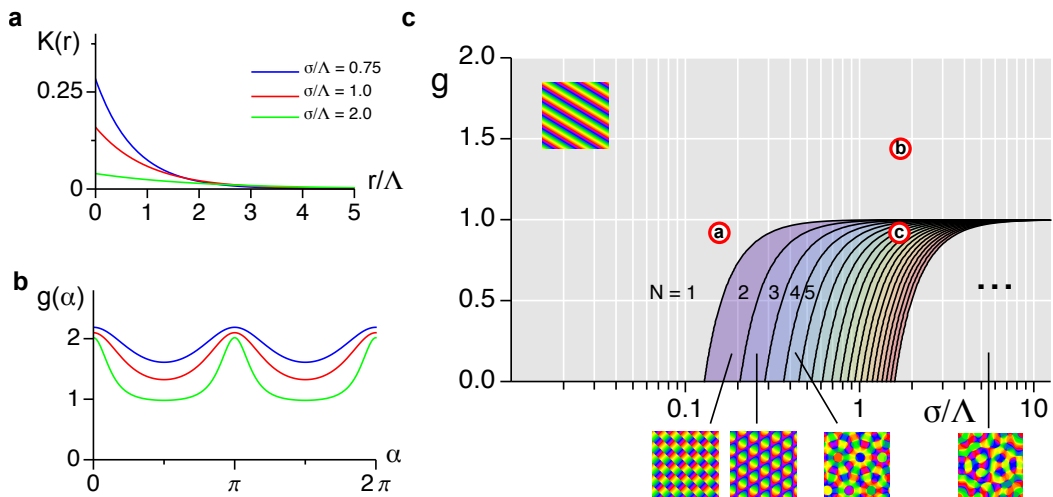 a
K(r)
0.25
0
0 1 2 3 4 5
r/Λ
σ/Λ = 0.75
σ/Λ = 1.0
σ/Λ = 2.0
b
g(α)
2
1
0
0 π 2 π
α
c
g
2.0
1.5
1.0
0.5
0.0
b
a
c
N = 1 2 3 4 5
...
0.1 1 σ/Λ 10